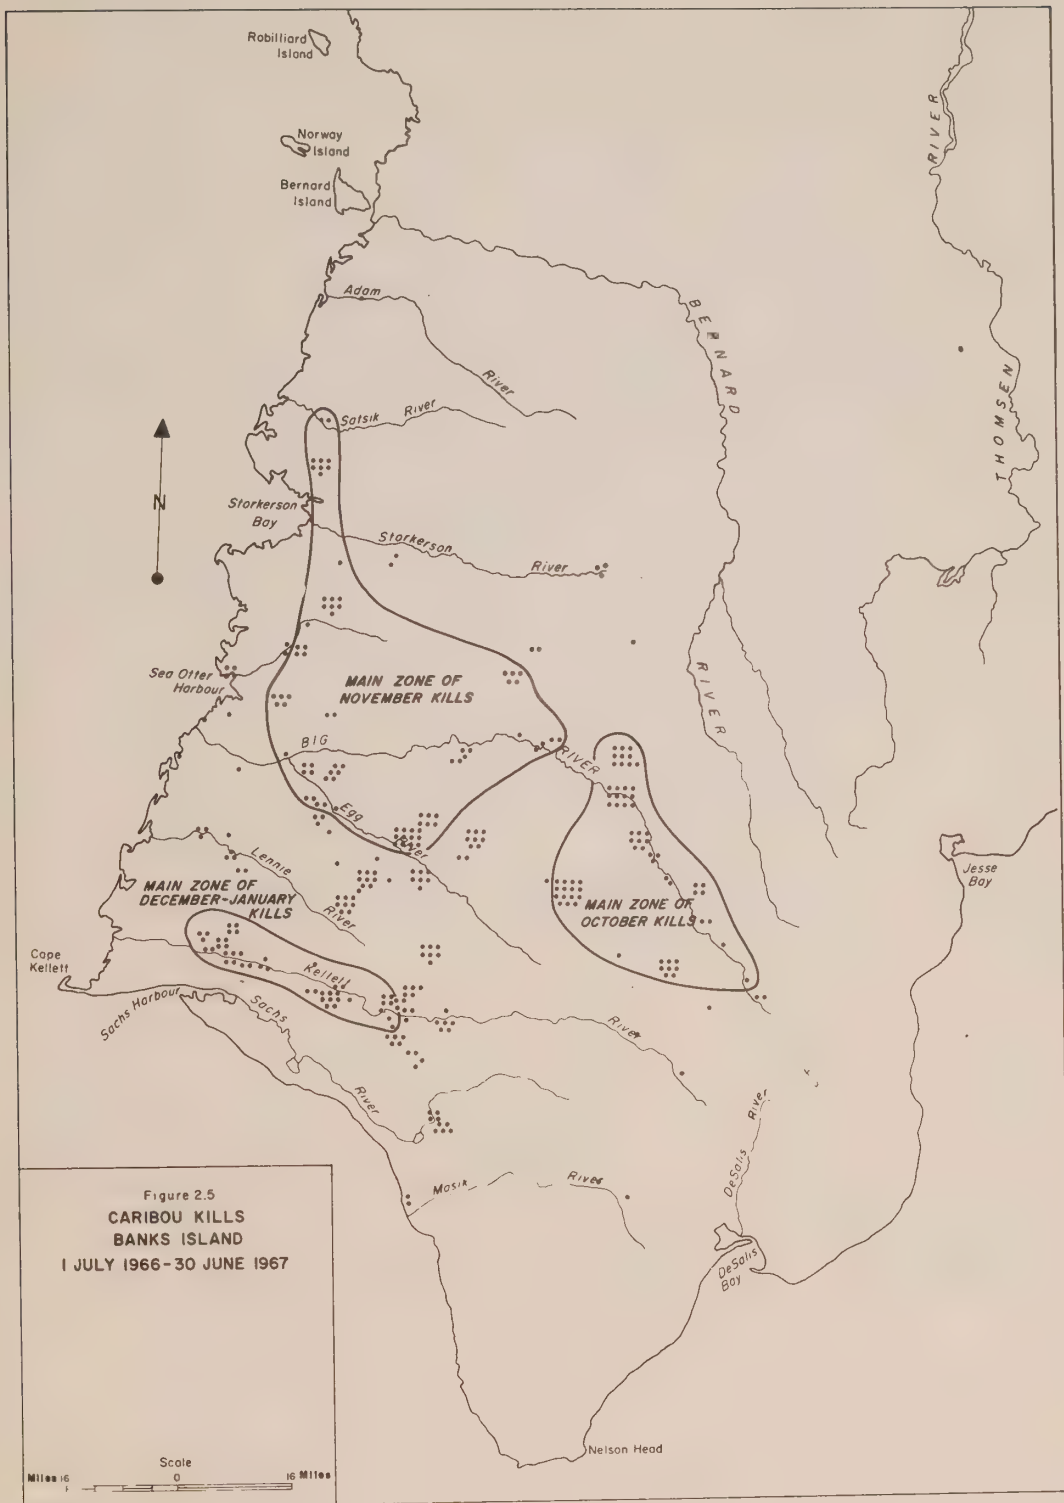 Robilliard
Island
Norway
Island
Bernard
Island
RIVER
Adam
River
BERNARD
THOMSEN
Satsik River
N
Storkerson
Bay
Storkerson
River
Sea Otter
Harbour
MAIN ZONE OF
NOVEMBER KILLS
RIVER
BIG
RIVER
Egg
River
Lennie
River
Jesse
Bay
MAIN ZONE OF
DECEMBER-JANUARY
KILLS
MAIN ZONE OF
OCTOBER KILLS
Cape
Kellett
Kellett
River
Sachs Harbour
Sachs
River
DeSalis River
Masik River
DeSalis
Bay
Figure 2.5
CARIBOU KILLS
BANKS ISLAND
1 JULY 1966-30 JUNE 1967
Nelson Head
Scale
Miles 16 0 16 Miles